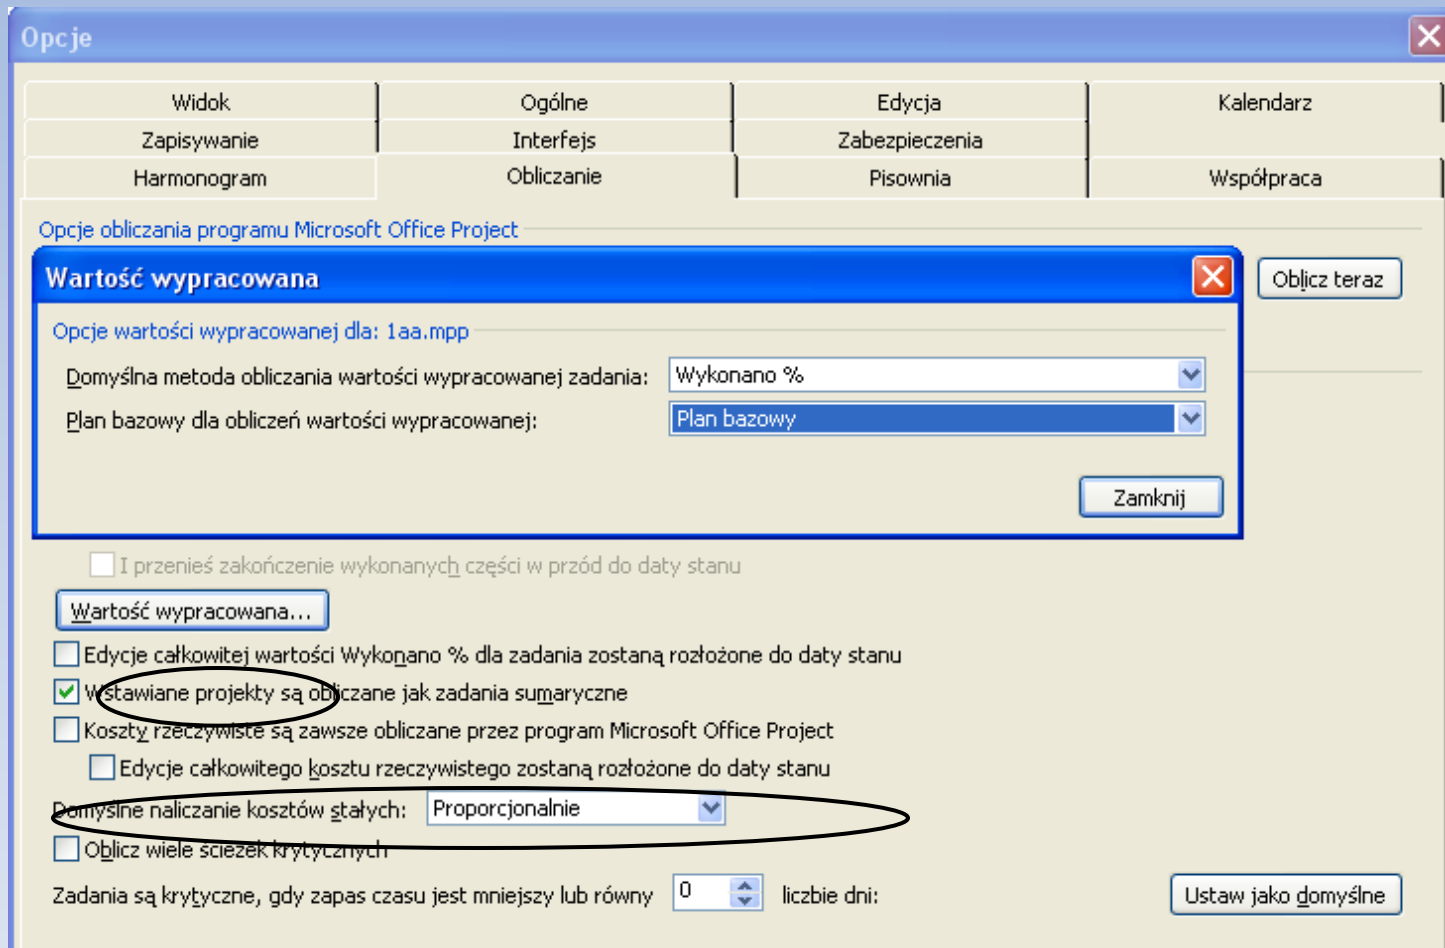 Opcje
Widok Ogólne Edycja Kalendarz
Zapisywanie Interfejs Zabezpieczenia
Harmonogram Obliczanie Pisownia Współpraca
Opcje obliczania programu Microsoft Office Project
Wartość wypracowana
Oblicz teraz
Opcje wartości wypracowanej dla: 1aa.mpp
Domyślna metoda obliczania wartości wypracowanej zadania: Wykonano %
Plan bazowy dla obliczeń wartości wypracowanej: Plan bazowy
Zamknij
I przenieś zakończenie wykonanych części w przód do daty stanu
Wartość wypracowana...
Edycje całkowitej wartości Wykonano % dla zadania zostaną rozłożone do daty stanu
Wstawiane projekty są obliczane jak zadania sumaryczne
Koszty rzeczywiste są zawsze obliczane przez program Microsoft Office Project
Edycje całkowitego kosztu rzeczywistego zostaną rozłożone do daty stanu
Domyślne naliczanie kosztów stałych: Proporcjonalnie
Oblicz wiele ścieżek krytycznych
Zadania są krytyczne, gdy zapas czasu jest mniejszy lub równy 0 liczbie dni:
Ustaw jako domyślne